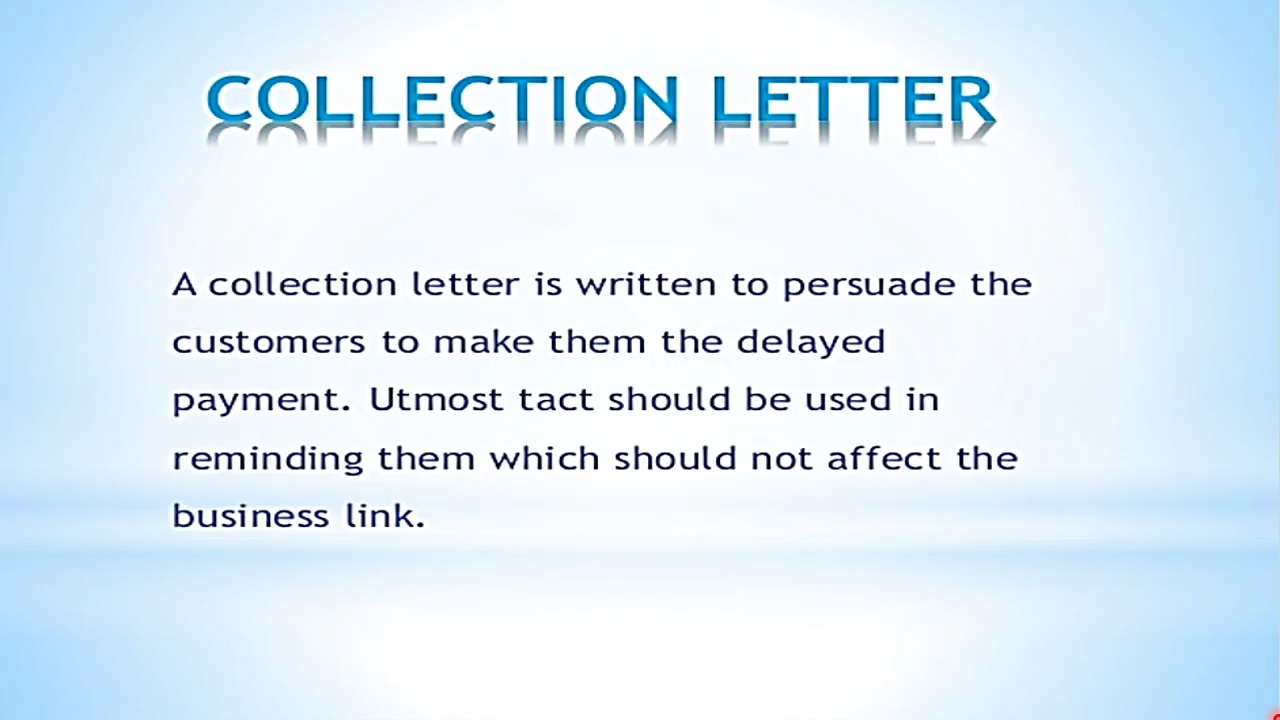 COLLECTION LETTER
A collection letter is written to persuade the
customers to make them the delayed
payment. Utmost tact should be used in
reminding them which should not affect the
business link.